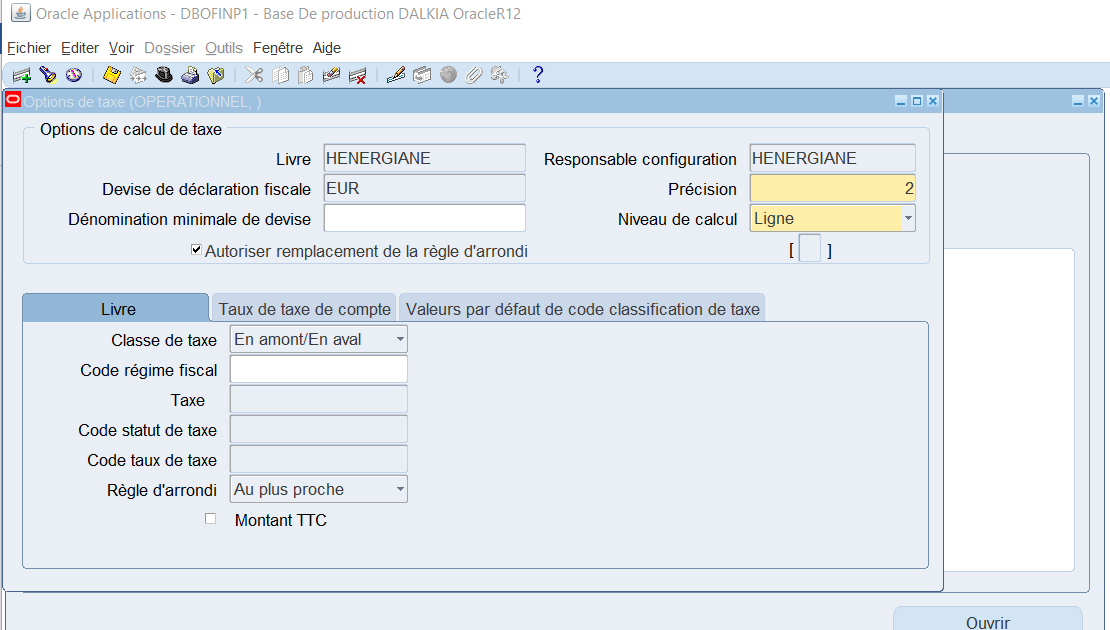 Oracle Applications - DBOFINP1 - Base De production DALKIA OracleR12
Fichier Editer Voir Dossier Outils Fenêtre Aide
Options de taxe (OPERATIONNEL, )
Options de calcul de taxe
Livre HENERGIANE Responsable configuration HENERGIANE
Devise de déclaration fiscale EUR Précision 2
Dénomination minimale de devise Niveau de calcul Ligne
Autoriser remplacement de la règle d'arrondi [ ]
Livre Taux de taxe de compte Valeurs par défaut de code classification de taxe
Classe de taxe En amont/En aval
Code régime fiscal
Taxe
Code statut de taxe
Code taux de taxe
Règle d'arrondi Au plus proche
Montant TTC
Ouvrir